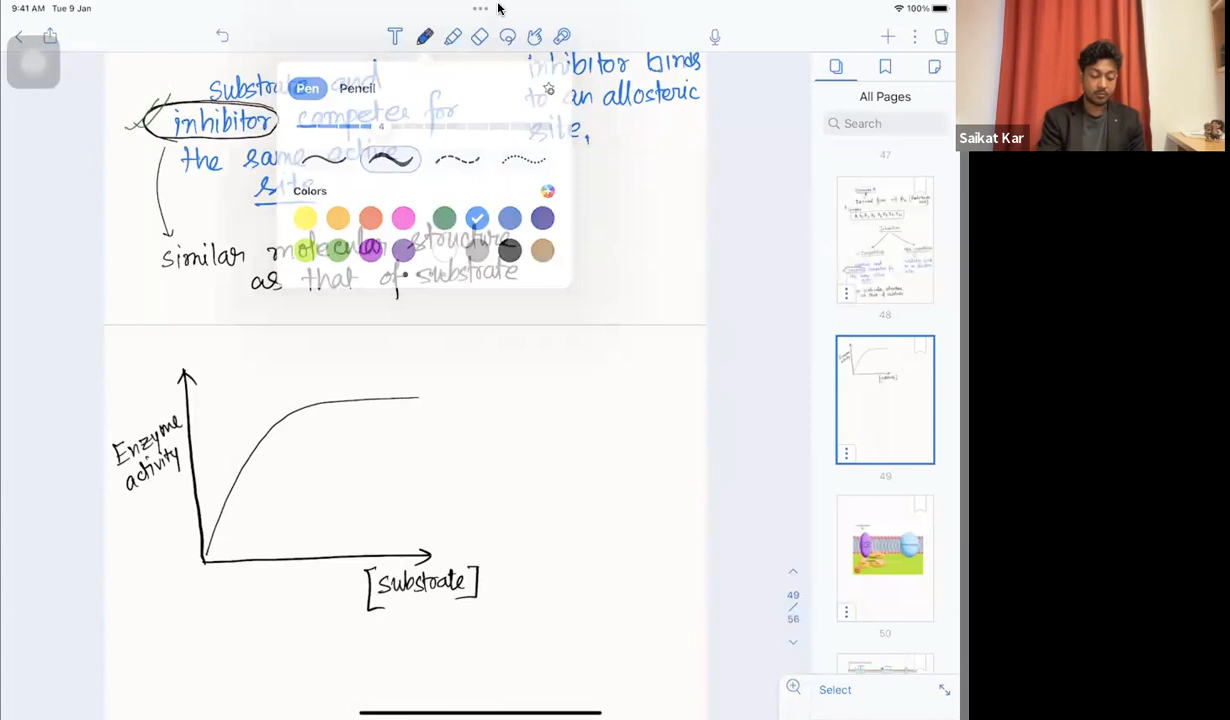 9:41 AM Tue 9 Jan
100%
All Pages
Search
inhibitor binds
to an allosteric
site,
substrate and
inhibitor competes for
the same active
site
Pen Pencil
4
Colors
similar molecular structure
as that of substrate
Enzyme
activity
[substrate]
Saikat Kar
47
48
49
50
49
/
56
Select